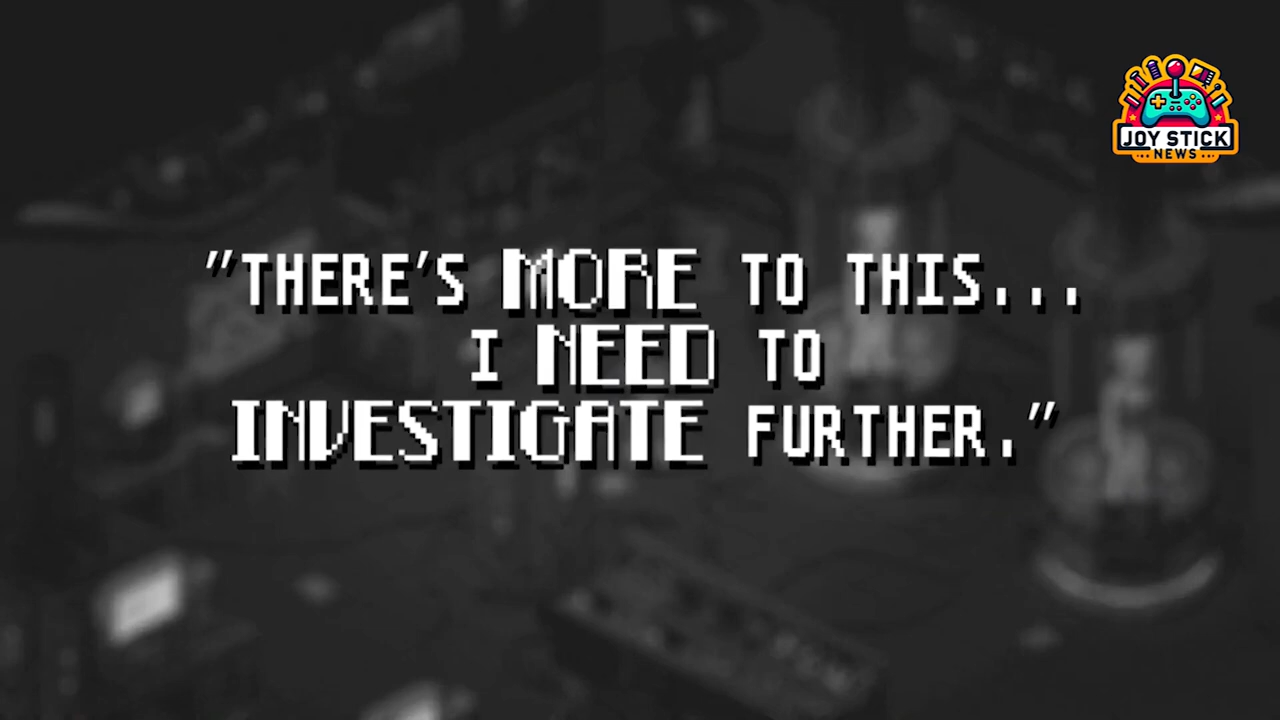 JOY STICK
NEWS
"THERE'S MORE TO THIS...
I NEED TO
INVESTIGATE FURTHER."